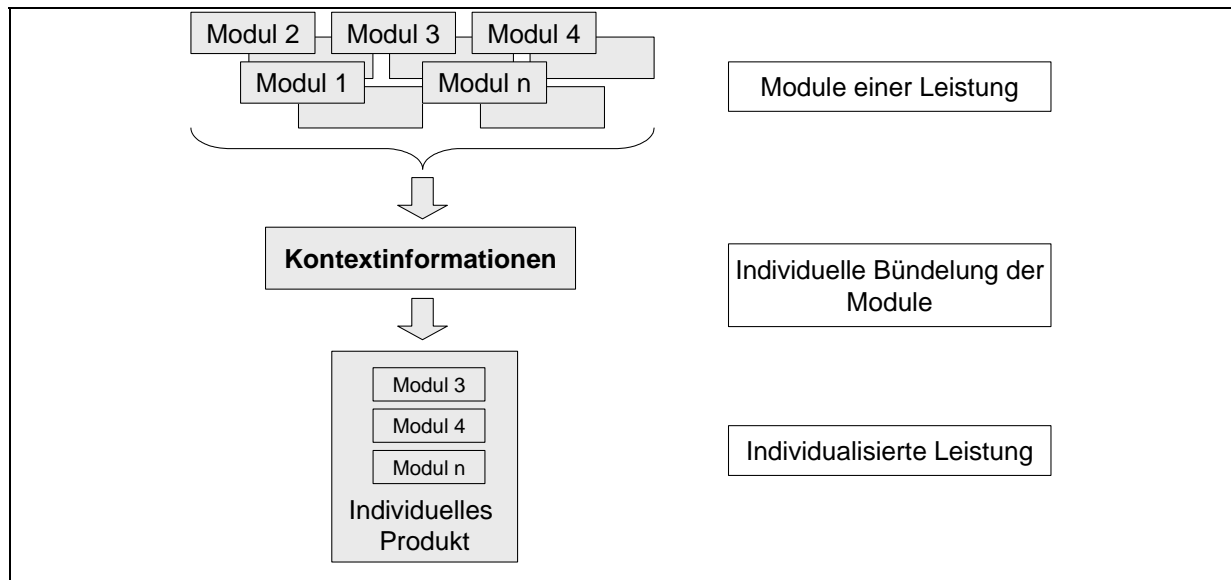 Modul 2
Modul 3
Modul 4
Modul 1
Modul n
Module einer Leistung
Kontextinformationen
Individuelle Bündelung der
Module
Modul 3
Modul 4
Modul n
Individuelles
Produkt
Individualisierte Leistung